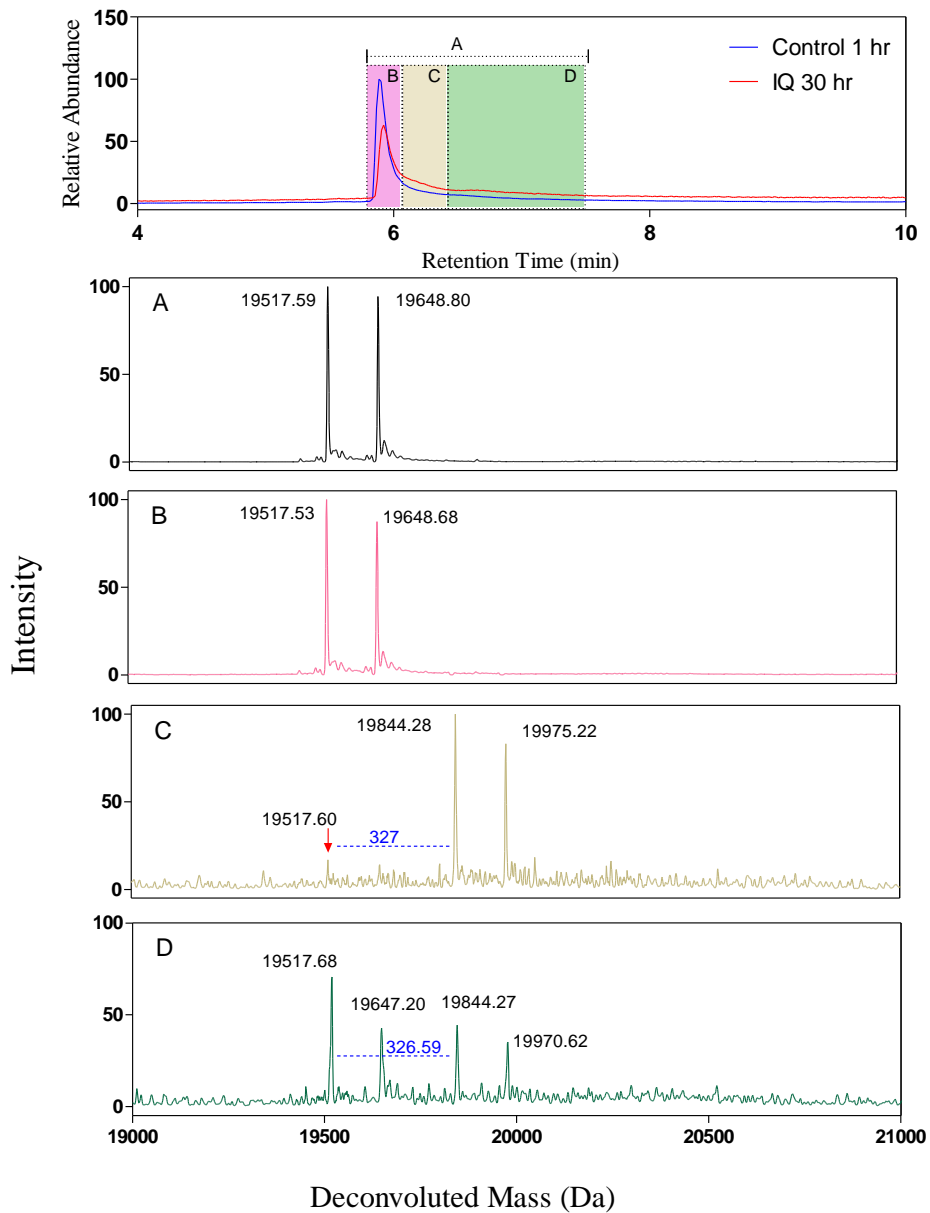 150
100
50
0
Relative Abundance
A
B
C
D
Control 1 hr
IQ 30 hr
4
6
8
10
Retention Time (min)
Intensity
A
100
50
0
19517.59
19648.80
B
100
50
0
19517.53
19648.68
C
100
50
0
19844.28
19975.22
19517.60
327
D
100
50
0
19517.68
19647.20
19844.27
19970.62
326.59
19000
19500
20000
20500
21000
Deconvoluted Mass (Da)